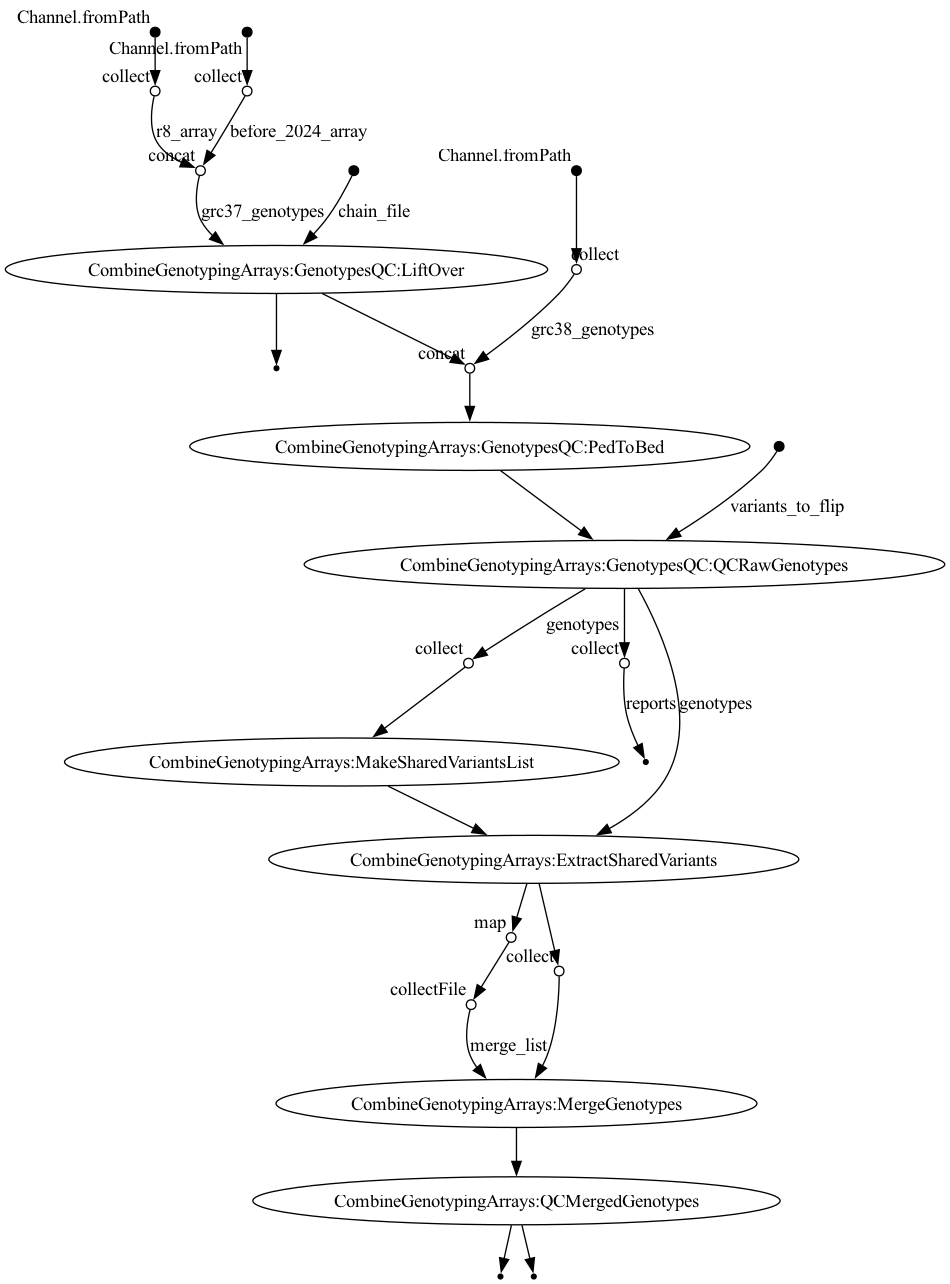 Channel.fromPath
Channel.fromPath
collect
collect
r8_array
before_2024_array
concat
Channel.fromPath
grc37_genotypes
chain_file
collect
CombineGenotypingArrays:GenotypesQC:LiftOver
grc38_genotypes
concat
CombineGenotypingArrays:GenotypesQC:PedToBed
variants_to_flip
CombineGenotypingArrays:GenotypesQC:QCRawGenotypes
genotypes
collect
collect
reports
genotypes
CombineGenotypingArrays:MakeSharedVariantsList
CombineGenotypingArrays:ExtractSharedVariants
map
collect
collectFile
merge_list
CombineGenotypingArrays:MergeGenotypes
CombineGenotypingArrays:QCMergedGenotypes